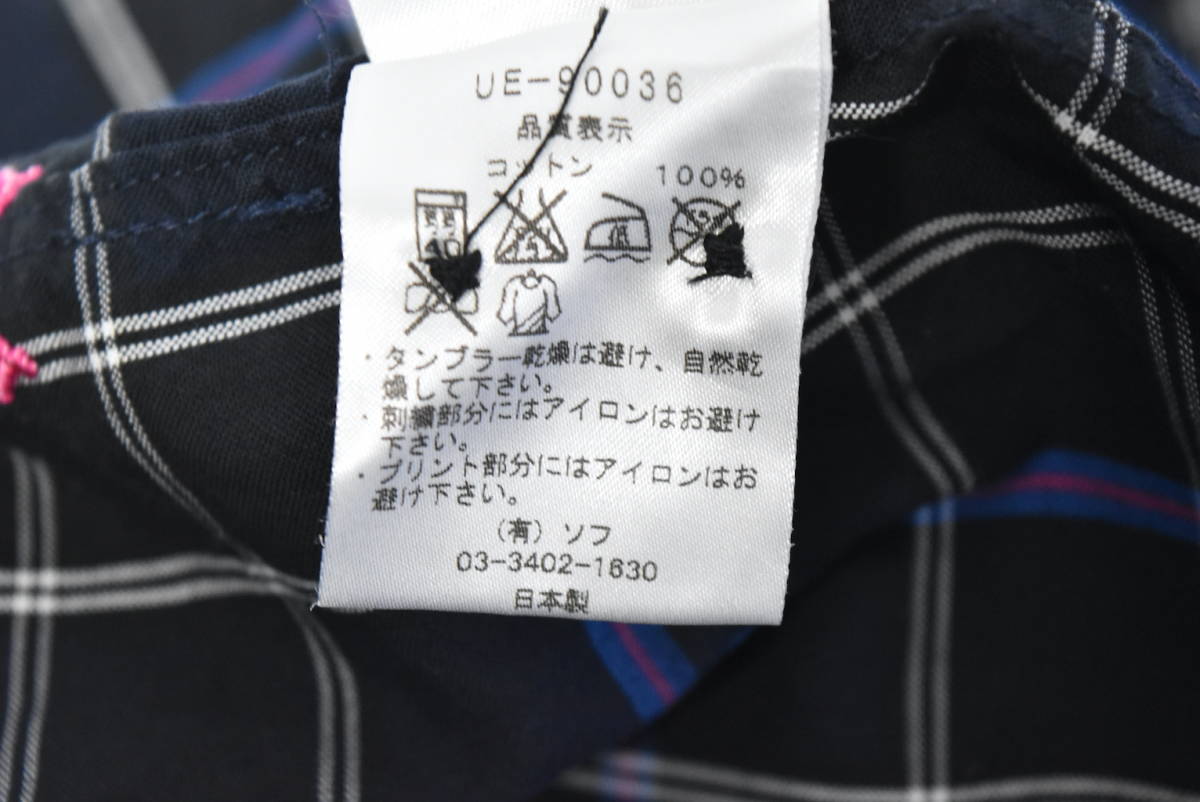 UE-90036
品質表示
コットン 100%
40
低
・タンブラー乾燥は避け、自然乾
燥して下さい。
・刺繍部分にはアイロンはお避け
下さい。
・プリント部分にはアイロンはお
避け下さい。
(有) ソフ
03-3402-1630
日本製